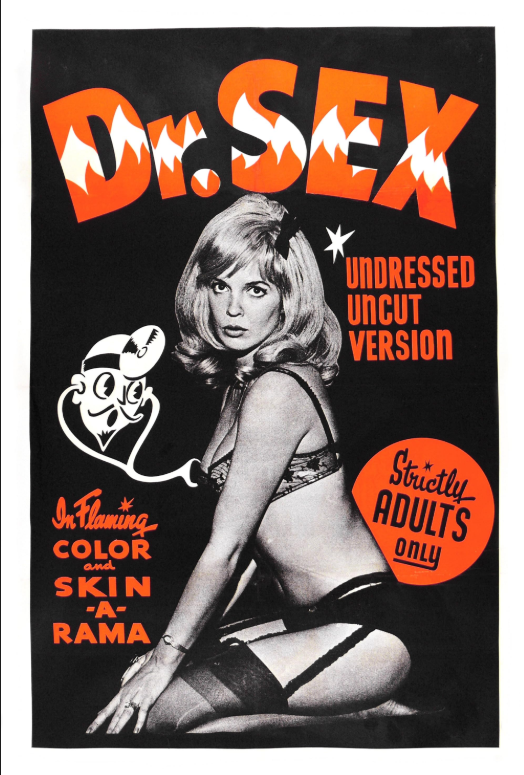 Dr. SEX
UNDRESSED
UNCUT
VERSION
Strictly
ADULTS
only
In Flaming
COLOR
and
SKIN
-A-
RAMA